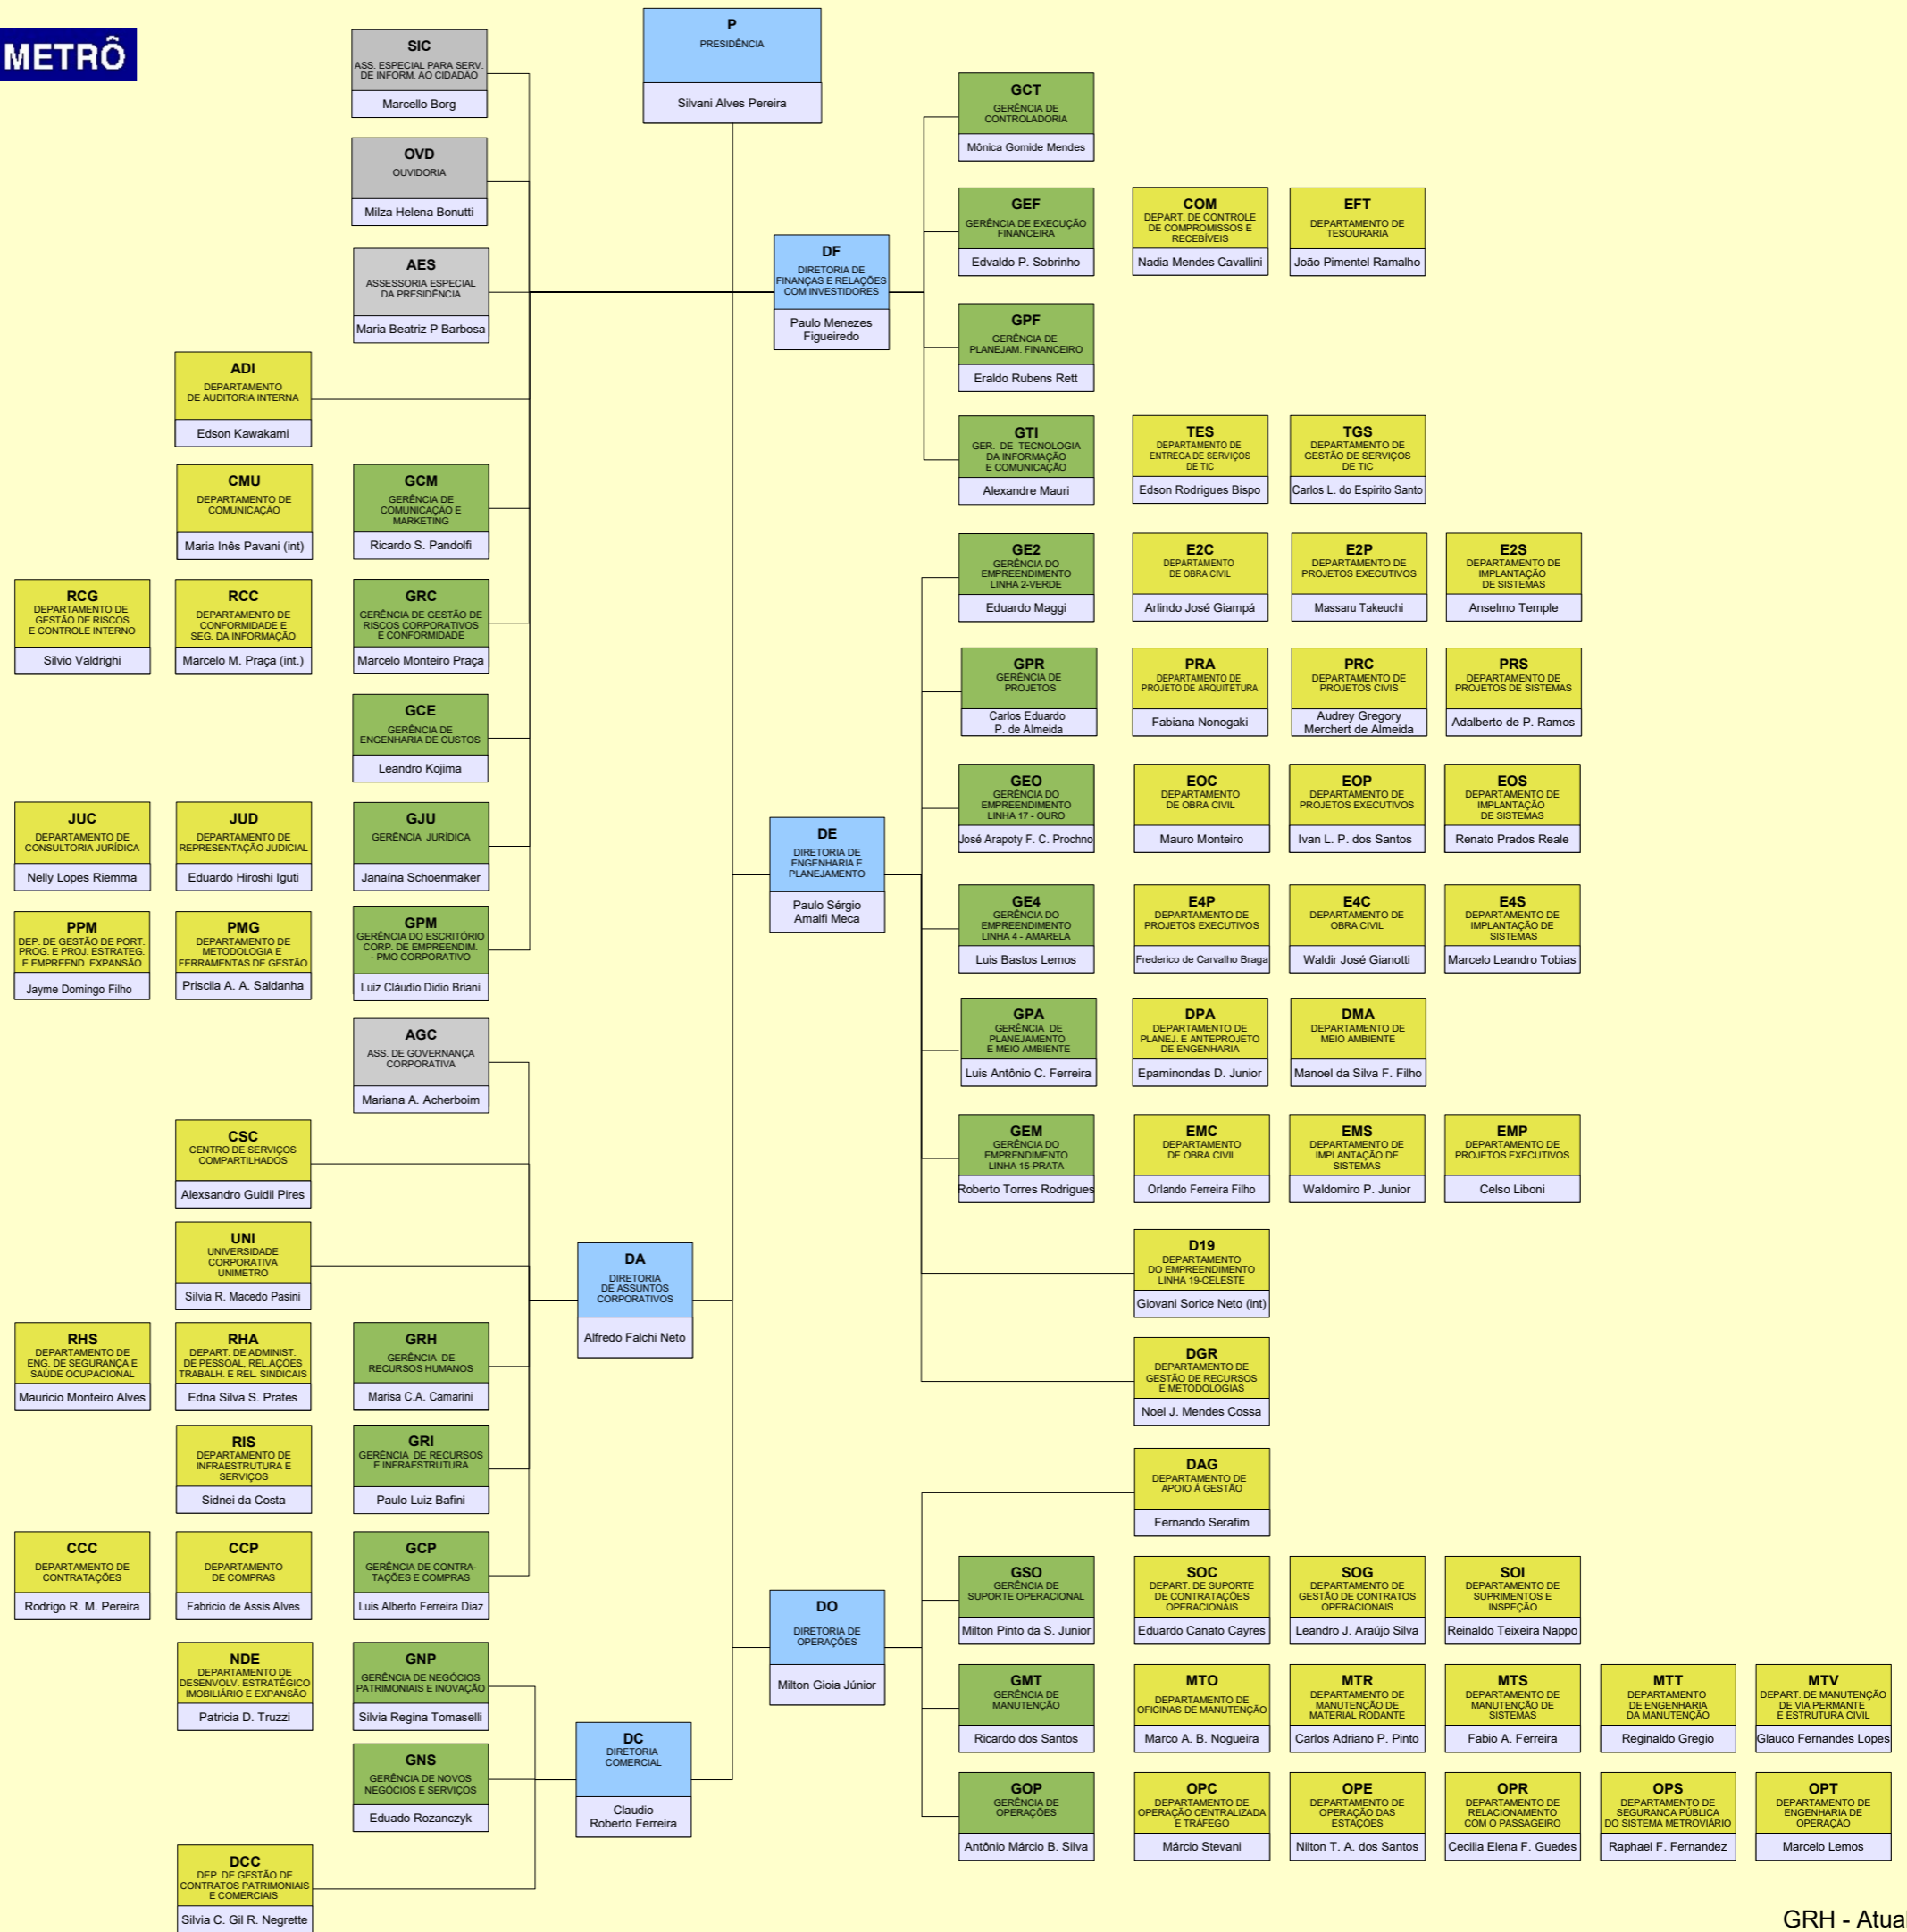 METRÔ
P
PRESIDÊNCIA
Silvani Alves Pereira
SIC
ASS. ESPECIAL PARA SERV.
DE INFORM. AO CIDADÃO
Marcello Borg
OVD
OUVIDORIA
Milza Helena Bonutti
AES
ASSESSORIA ESPECIAL
DA PRESIDÊNCIA
Maria Beatriz P Barbosa
ADI
DEPARTAMENTO
DE AUDITORIA INTERNA
Edson Kawakami
CMU
DEPARTAMENTO DE
COMUNICAÇÃO
Maria Inês Pavani (int)
GCM
GERÊNCIA DE
COMUNICAÇÃO E
MARKETING
Ricardo S. Pandolfi
RCG
DEPARTAMENTO DE
GESTÃO DE RISCOS
E CONTROLE INTERNO
Silvio Valdrighi
RCC
DEPARTAMENTO DE
CONFORMIDADE E
SEG. DA INFORMAÇÃO
Marcelo M. Praça (int.)
GRC
GERÊNCIA DE GESTÃO DE
RISCOS CORPORATIVOS
E CONFORMIDADE
Marcelo Monteiro Praça
GCE
GERÊNCIA DE
ENGENHARIA DE CUSTOS
Leandro Kojima
JUC
DEPARTAMENTO DE
CONSULTORIA JURÍDICA
Nelly Lopes Riemma
JUD
DEPARTAMENTO DE
REPRESENTAÇÃO JUDICIAL
Eduardo Hiroshi Iguti
GJU
GERÊNCIA JURÍDICA
Janaína Schoenmaker
PPM
DEP. DE GESTÃO DE PORT.
PROG. E PROJ. ESTRATEG.
E EMPREEND. EXPANSÃO
Jayme Domingo Filho
PMG
DEPARTAMENTO DE
METODOLOGIA E
FERRAMENTAS DE GESTÃO
Priscila A. A. Saldanha
GPM
GERÊNCIA DO ESCRITÓRIO
CORP. DE EMPREENDIM.
- PMO CORPORATIVO
Luiz Cláudio Didio Briani
AGC
ASS. DE GOVERNANÇA
CORPORATIVA
Mariana A. Acherboim
CSC
CENTRO DE SERVIÇOS
COMPARTILHADOS
Alexsandro Guidil Pires
UNI
UNIVERSIDADE
CORPORATIVA
UNIMETRO
Silvia R. Macedo Pasini
RHS
DEPARTAMENTO DE
ENG. DE SEGURANÇA E
SAÚDE OCUPACIONAL
Mauricio Monteiro Alves
RHA
DEPART. DE ADMINIST.
DE PESSOAL, RELAÇÕES
TRABALH. E REL. SINDICAIS
Edna Silva S. Prates
GRH
GERÊNCIA DE
RECURSOS HUMANOS
Marisa C.A. Camarini
RIS
DEPARTAMENTO DE
INFRAESTRUTURA E
SERVIÇOS
Sidnei da Costa
GRI
GERÊNCIA DE RECURSOS
E INFRAESTRUTURA
Paulo Luiz Bafini
CCC
DEPARTAMENTO DE
CONTRATAÇÕES
Rodrigo R. M. Pereira
CCP
DEPARTAMENTO
DE COMPRAS
Fabricio de Assis Alves
GCP
GERÊNCIA DE CONTRA-
TAÇÕES E COMPRAS
Luis Alberto Ferreira Diaz
NDE
DEPARTAMENTO DE
DESENVOLV. ESTRATÉGICO
IMOBILIÁRIO E EXPANSÃO
Patricia D. Truzzi
GNP
GERÊNCIA DE NEGÓCIOS
PATRIMONIAIS E INOVAÇÃO
Silvia Regina Tomaselli
GNS
GERÊNCIA DE NOVOS
NEGÓCIOS E SERVIÇOS
Eduado Rozanczyk
DCC
DEP. DE GESTÃO DE
CONTRATOS PATRIMONIAIS
E COMERCIAIS
Silvia C. Gil R. Negrette
DA
DIRETORIA
DE ASSUNTOS
CORPORATIVOS
Alfredo Falchi Neto
DC
DIRETORIA
COMERCIAL
Claudio
Roberto Ferreira
DF
DIRETORIA DE
FINANÇAS E RELAÇÕES
COM INVESTIDORES
Paulo Menezes
Figueiredo
GCT
GERÊNCIA DE
CONTROLADORIA
Mônica Gomide Mendes
GEF
GERÊNCIA DE EXECUÇÃO
FINANCEIRA
Edvaldo P. Sobrinho
COM
DEPART. DE CONTROLE
DE COMPROMISSOS E
RECEBÍVEIS
Nadia Mendes Cavallini
EFT
DEPARTAMENTO DE
TESOURARIA
João Pimentel Ramalho
GPF
GERÊNCIA DE
PLANEJAM. FINANCEIRO
Eraldo Rubens Rett
GTI
GER. DE TECNOLOGIA
DA INFORMAÇÃO
E COMUNICAÇÃO
Alexandre Mauri
TES
DEPARTAMENTO DE
ENTREGA DE SERVIÇOS
DE TIC
Edson Rodrigues Bispo
TGS
DEPARTAMENTO DE
GESTÃO DE SERVIÇOS
DE TIC
Carlos L. do Espirito Santo
DE
DIRETORIA DE
ENGENHARIA E
PLANEJAMENTO
Paulo Sérgio
Amalfi Meca
GE2
GERÊNCIA DO
EMPREENDIMENTO
LINHA 2-VERDE
Eduardo Maggi
E2C
DEPARTAMENTO
DE OBRA CIVIL
Arlindo José Giampá
E2P
DEPARTAMENTO DE
PROJETOS EXECUTIVOS
Massaru Takeuchi
E2S
DEPARTAMENTO DE
IMPLANTAÇÃO
DE SISTEMAS
Anselmo Temple
GPR
GERÊNCIA DE
PROJETOS
Carlos Eduardo
P. de Almeida
PRA
DEPARTAMENTO DE
PROJETO DE ARQUITETURA
Fabiana Nonogaki
PRC
DEPARTAMENTO DE
PROJETOS CIVIS
Audrey Gregory
Merchert de Almeida
PRS
DEPARTAMENTO DE
PROJETOS DE SISTEMAS
Adalberto de P. Ramos
GEO
GERÊNCIA DO
EMPREENDIMENTO
LINHA 17 - OURO
José Arapoty F. C. Prochno
EOC
DEPARTAMENTO
DE OBRA CIVIL
Mauro Monteiro
EOP
DEPARTAMENTO DE
PROJETOS EXECUTIVOS
Ivan L. P. dos Santos
EOS
DEPARTAMENTO DE
IMPLANTAÇÃO
DE SISTEMAS
Renato Prados Reale
GE4
GERÊNCIA DO
EMPREENDIMENTO
LINHA 4 - AMARELA
Luis Bastos Lemos
E4P
DEPARTAMENTO DE
PROJETOS EXECUTIVOS
Frederico de Carvalho Braga
E4C
DEPARTAMENTO DE
OBRA CIVIL
Waldir José Gianotti
E4S
DEPARTAMENTO DE
IMPLANTAÇÃO DE
SISTEMAS
Marcelo Leandro Tobias
GPA
GERÊNCIA DE
PLANEJAMENTO
E MEIO AMBIENTE
Luis Antônio C. Ferreira
DPA
DEPARTAMENTO DE
PLANEJ. E ANTEPROJETO
DE ENGENHARIA
Epaminondas D. Junior
DMA
DEPARTAMENTO DE
MEIO AMBIENTE
Manoel da Silva F. Filho
GEM
GERÊNCIA DO
EMPRENDIMENTO
LINHA 15-PRATA
Roberto Torres Rodrigues
EMC
DEPARTAMENTO
DE OBRA CIVIL
Orlando Ferreira Filho
EMS
DEPARTAMENTO DE
IMPLANTAÇÃO DE
SISTEMAS
Waldomiro P. Junior
EMP
DEPARTAMENTO DE
PROJETOS EXECUTIVOS
Celso Liboni
D19
DEPARTAMENTO
DO EMPREENDIMENTO
LINHA 19-CELESTE
Giovani Sorice Neto (int)
DGR
DEPARTAMENTO DE
GESTÃO DE RECURSOS
E METODOLOGIAS
Noel J. Mendes Cossa
DO
DIRETORIA DE
OPERAÇÕES
Milton Gioia Júnior
DAG
DEPARTAMENTO DE
APOIO À GESTÃO
Fernando Serafim
GSO
GERÊNCIA DE
SUPORTE OPERACIONAL
Milton Pinto da S. Junior
SOC
DEPART. DE SUPORTE
DE CONTRATAÇÕES
OPERACIONAIS
Eduardo Canato Cayres
SOG
DEPARTAMENTO DE
GESTÃO DE CONTRATOS
OPERACIONAIS
Leandro J. Araújo Silva
SOI
DEPARTAMENTO DE
SUPRIMENTOS E
INSPEÇÃO
Reinaldo Teixeira Nappo
GMT
GERÊNCIA DE
MANUTENÇÃO
Ricardo dos Santos
MTO
DEPARTAMENTO DE
OFICINAS DE MANUTENÇÃO
Marco A. B. Nogueira
MTR
DEPARTAMENTO DE
MANUTENÇÃO DE
MATERIAL RODANTE
Carlos Adriano P. Pinto
MTS
DEPARTAMENTO DE
MANUTENÇÃO DE
SISTEMAS
Fabio A. Ferreira
MTT
DEPARTAMENTO
DE ENGENHARIA
DA MANUTENÇÃO
Reginaldo Gregio
MTV
DEPART. DE MANUTENÇÃO
DE VIA PERMANTE
E ESTRUTURA CIVIL
Glauco Fernandes Lopes
GOP
GERÊNCIA DE
OPERAÇÕES
Antônio Márcio B. Silva
OPC
DEPARTAMENTO DE
OPERAÇÃO CENTRALIZADA
E TRÁFEGO
Márcio Stevani
OPE
DEPARTAMENTO DE
OPERAÇÃO DAS
ESTAÇÕES
Nilton T. A. dos Santos
OPR
DEPARTAMENTO DE
RELACIONAMENTO
COM O PASSAGEIRO
Cecilia Elena F. Guedes
OPS
DEPARTAMENTO DE
SEGURANCA PÚBLICA
DO SISTEMA METROVIÁRIO
Raphael F. Fernandez
OPT
DEPARTAMENTO DE
ENGENHARIA DE
OPERAÇÃO
Marcelo Lemos
GRH - Atual